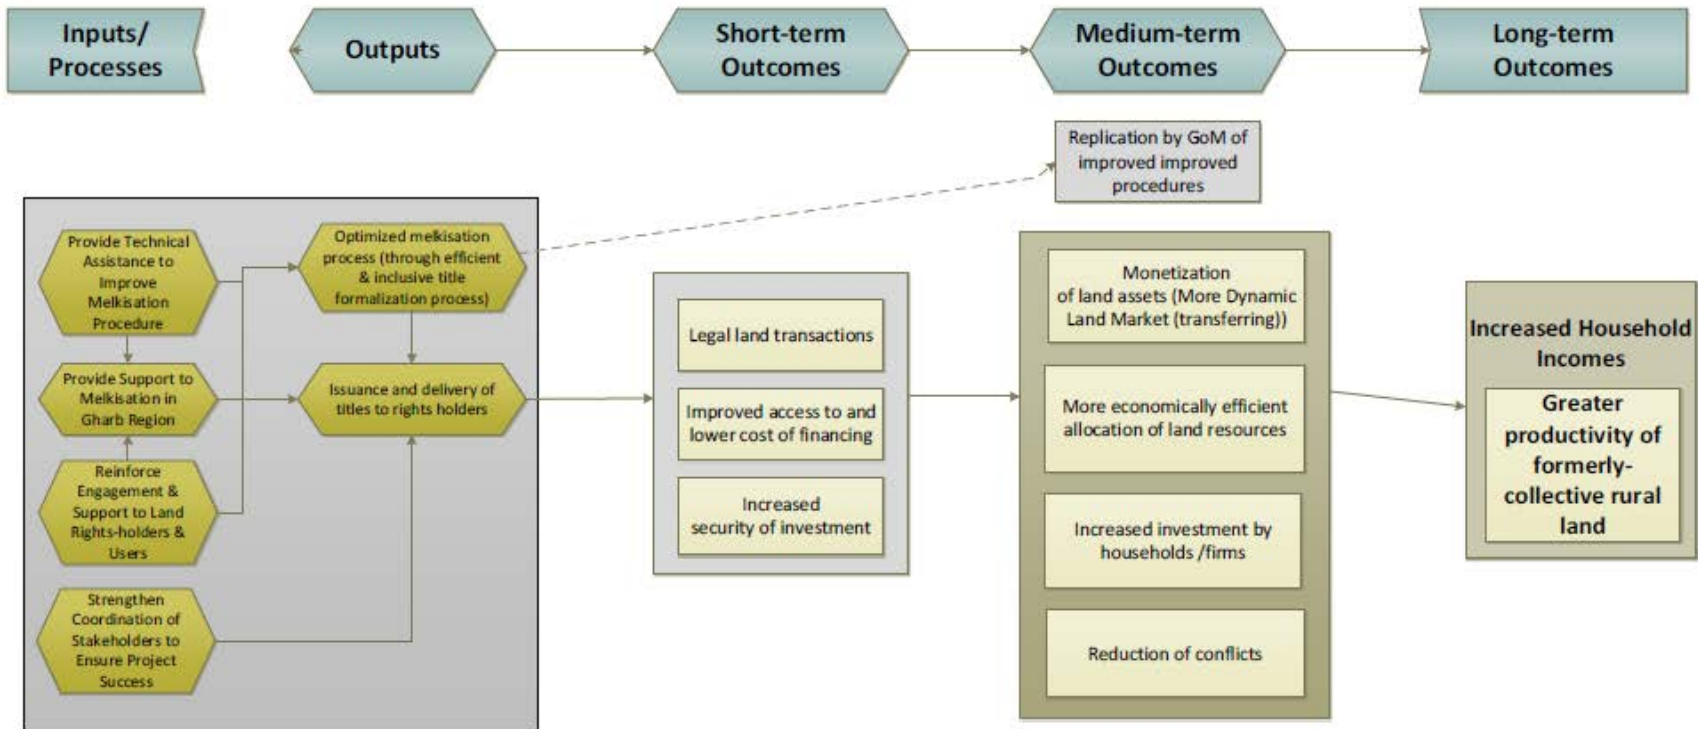 Inputs/
Processes
Outputs
Short-term
Outcomes
Medium-term
Outcomes
Long-term
Outcomes
Replication by GoM of
improved improved
procedures
Provide Technical
Assistance to
Improve
Melkisation
Procedure
Optimized melkisation
process (through efficient
& inclusive title
formalization process)
Provide Support to
Melkisation in
Gharb Region
Issuance and delivery of
titles to rights holders
Reinforce
Engagement &
Support to Land
Rights-holders &
Users
Strengthen
Coordination of
Stakeholders to
Ensure Project
Success
Legal land transactions
Improved access to and
lower cost of financing
Increased
security of investment
Monetization
of land assets (More Dynamic
Land Market (transferring))
More economically efficient
allocation of land resources
Increased investment by
households /firms
Reduction of conflicts
Increased Household
Incomes
Greater
productivity of
formerly-
collective rural
land